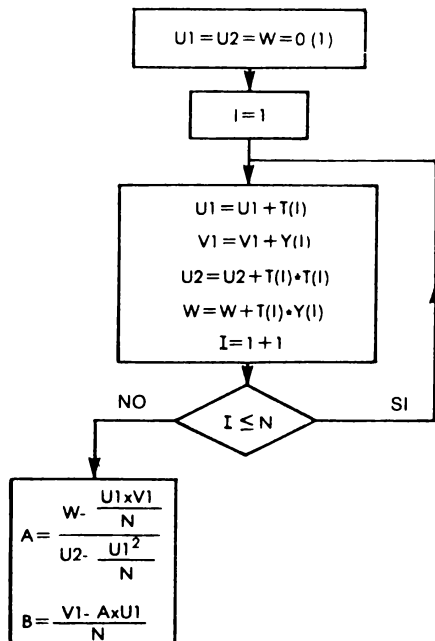 U1=U2=W=0 (1)
I=1
U1=U1+T(I)
V1=V1+Y(I)
U2=U2+T(I)*T(I)
W=W+T(I)*Y(I)
I=1+1
NO
I ≤ N
SI
A= W- U1xV1/N / U2- U1²/N
B= V1- AxU1/N